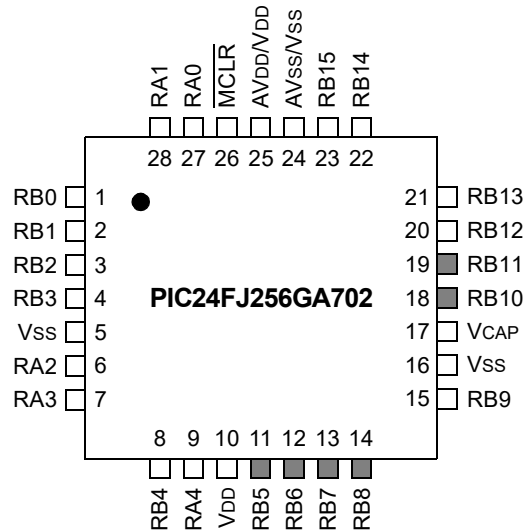 RA1 RA0 MCLR AVDD/VDD AVSS/VSS RB15 RB14
28 27 26 25 24 23 22
RB0 1
RB1 2
RB2 3
RB3 4
VSS 5
RA2 6
RA3 7
PIC24FJ256GA702
21 RB13
20 RB12
19 RB11
18 RB10
17 VCAP
16 VSS
15 RB9
8 9 10 11 12 13 14
RB4 RA4 VDD RB5 RB6 RB7 RB8